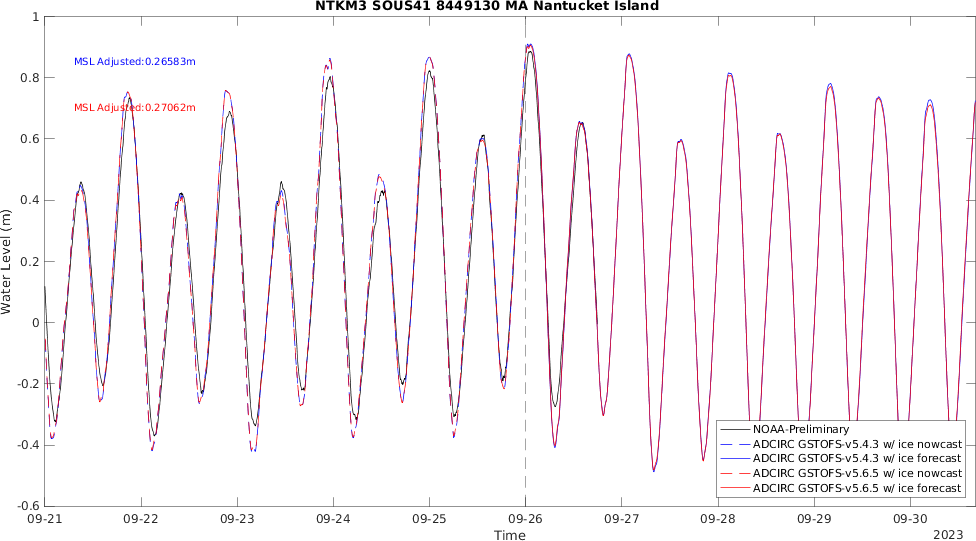 NTKM3 SOUS41 8449130 MA Nantucket Island
1
0.8
0.6
0.4
0.2
0
-0.2
-0.4
-0.6
Water Level (m)
MSL Adjusted:0.26583m
MSL Adjusted:0.27062m
NOAA-Preliminary
ADCIRC GSTOFS-v5.4.3 w/ ice nowcast
ADCIRC GSTOFS-v5.4.3 w/ ice forecast
ADCIRC GSTOFS-v5.6.5 w/ ice nowcast
ADCIRC GSTOFS-v5.6.5 w/ ice forecast
09-21 09-22 09-23 09-24 09-25 09-26 09-27 09-28 09-29 09-30
Time
2023